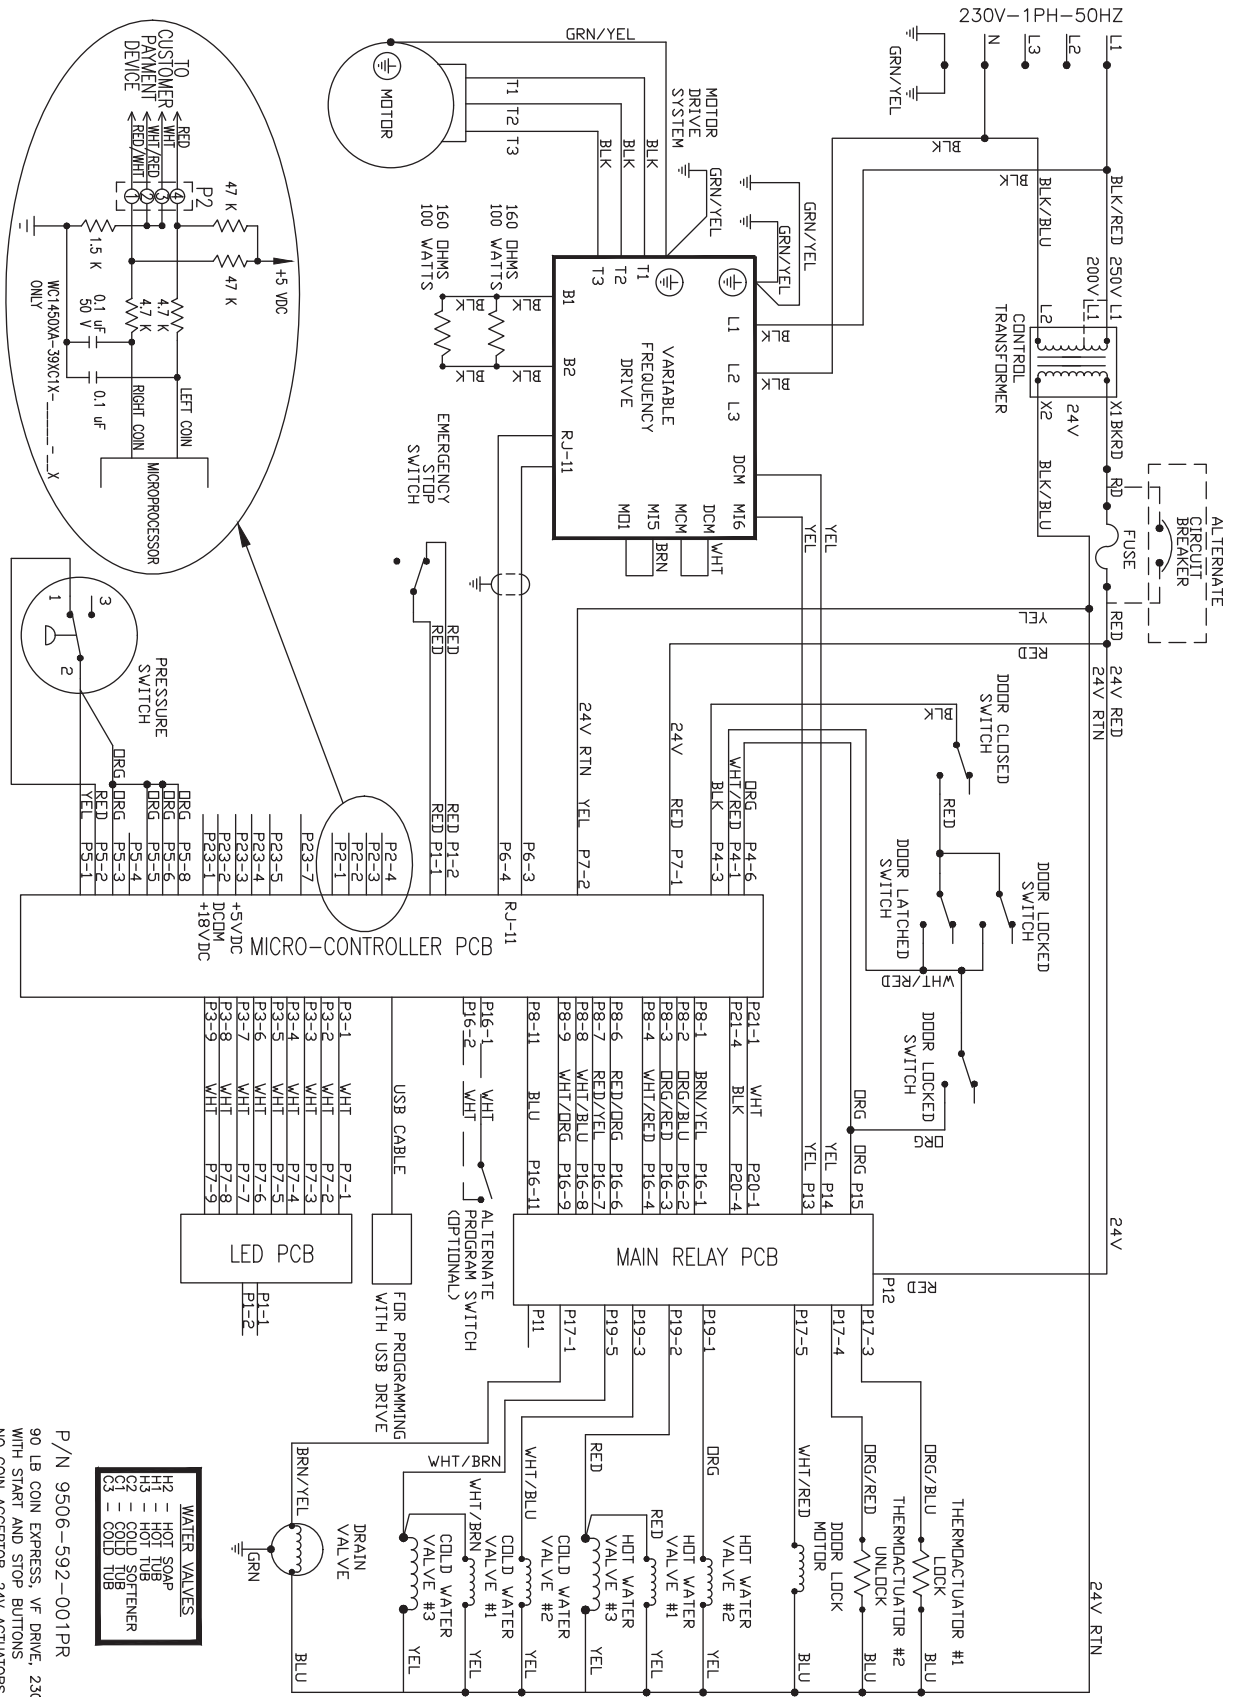 230V-1PH-50HZ
L1
L2
L3
N
GRN/YEL
BLK
BLK
BLK/RED
BLK/BLU
250V
200V
L1
L1
L2
CONTROL
TRANSFORMER
X1
X2
24V
BKRD
BLK/BLU
RD
FUSE
ALTERNATE
CIRCUIT
BREAKER
RED
YEL
RED
24V RED
24V RTN
24V
24V RTN
GRN/YEL
MOTOR
T1
T2
T3
BLK
BLK
BLK
MOTOR
DRIVE
SYSTEM
GRN/YEL
GRN/YEL
GRN/YEL
160 OHMS
100 WATTS
160 OHMS
100 WATTS
BLK
BLK
BLK
BLK
BLK
BLK
T3
T2
T1
L1
L2
L3
B1
B2
VARIABLE
FREQUENCY
DRIVE
RJ-11
DCM
MI6
MO1
MI5
MCM
DCM
BRN
WHT
YEL
YEL
TO
CUSTOMER
PAYMENT
DEVICE
RED
WHT
WHT/RED
RED/WHT
P2
4
3
2
1
47 K
47 K
+5 VDC
1.5 K
4.7 K
4.7 K
0.1 uF
50 V
0.1 uF
LEFT COIN
RIGHT COIN
MICROPROCESSOR
WC1450XA-39XC1X-______-__X
ONLY
EMERGENCY
STOP
SWITCH
RED
RED
3
1
2
PRESSURE
SWITCH
ORG
DOOR CLOSED
SWITCH
BLK
RED
DOOR LOCKED
SWITCH
DOOR LATCHED
SWITCH
WHT/RED
DOOR LOCKED
SWITCH
ORG
ORG
ORG P4-6
WHT/RED P4-1
BLK P4-3
24V RED P7-1
24V RTN YEL P7-2
P6-3
P6-4
RED P1-2
RED P1-1
P2-4
P2-3
P2-2
P2-1
P23-7
P23-5
P23-4
P23-3
P23-2
P23-1
ORG P5-8
ORG P5-6
ORG P5-5
P5-4
ORG P5-3
RED P5-2
YEL P5-1
RJ-11
+5VDC
DCOM
+18VDC
MICRO-CONTROLLER PCB
P21-1 WHT P20-1
P21-4 BLK P20-4
P8-1 BRN/YEL P16-1
P8-2 ORG/BLU P16-2
P8-3 ORG/RED P16-3
P8-4 WHT/RED P16-4
P8-6 RED/ORG P16-6
P8-7 RED/YEL P16-7
P8-8 WHT/BLU P16-8
P8-9 WHT/ORG P16-9
P8-11 BLU P16-11
P16-1 WHT
P16-2 WHT
ALTERNATE
PROGRAM SWITCH
(OPTIONAL)
USB CABLE
FOR PROGRAMMING
WITH USB DRIVE
P3-1 WHT P7-1
P3-2 WHT P7-2
P3-3 WHT P7-3
P3-4 WHT P7-4
P3-5 WHT P7-5
P3-6 WHT P7-6
P3-7 WHT P7-7
P3-8 WHT P7-8
P3-9 WHT P7-9
LED PCB
P1-1
P1-2
ORG P15
YEL P14
YEL P13
MAIN RELAY PCB
P12
RED
P17-3
P17-4
P17-5
P19-1
P19-2
P19-3
P19-5
P17-1
P11
ORG/BLU
THERMOACTUATOR #1
LOCK
BLU
ORG/RED
THERMOACTUATOR #2
UNLOCK
BLU
WHT/RED
DOOR LOCK
MOTOR
BLU
ORG
HOT WATER
VALVE #2
YEL
RED
HOT WATER
VALVE #1
YEL
RED
HOT WATER
VALVE #3
YEL
WHT/BLU
COLD WATER
VALVE #2
YEL
WHT/BRN
COLD WATER
VALVE #1
YEL
WHT/BRN
COLD WATER
VALVE #3
YEL
BRN/YEL
DRAIN
VALVE
GRN
BLU
WATER VALVES
H2 - HOT SOAP
H1 - HOT TUB
H3 - HOT TUB
C2 - COLD SOFTENER
C1 - COLD TUB
C3 - COLD TUB
P/N 9506-592-001PR
90 LB COIN EXPRESS, VF DRIVE,
WITH START AND STOP BUTTONS
NO COIN ACCEPTOR, 24V ACTUATORS